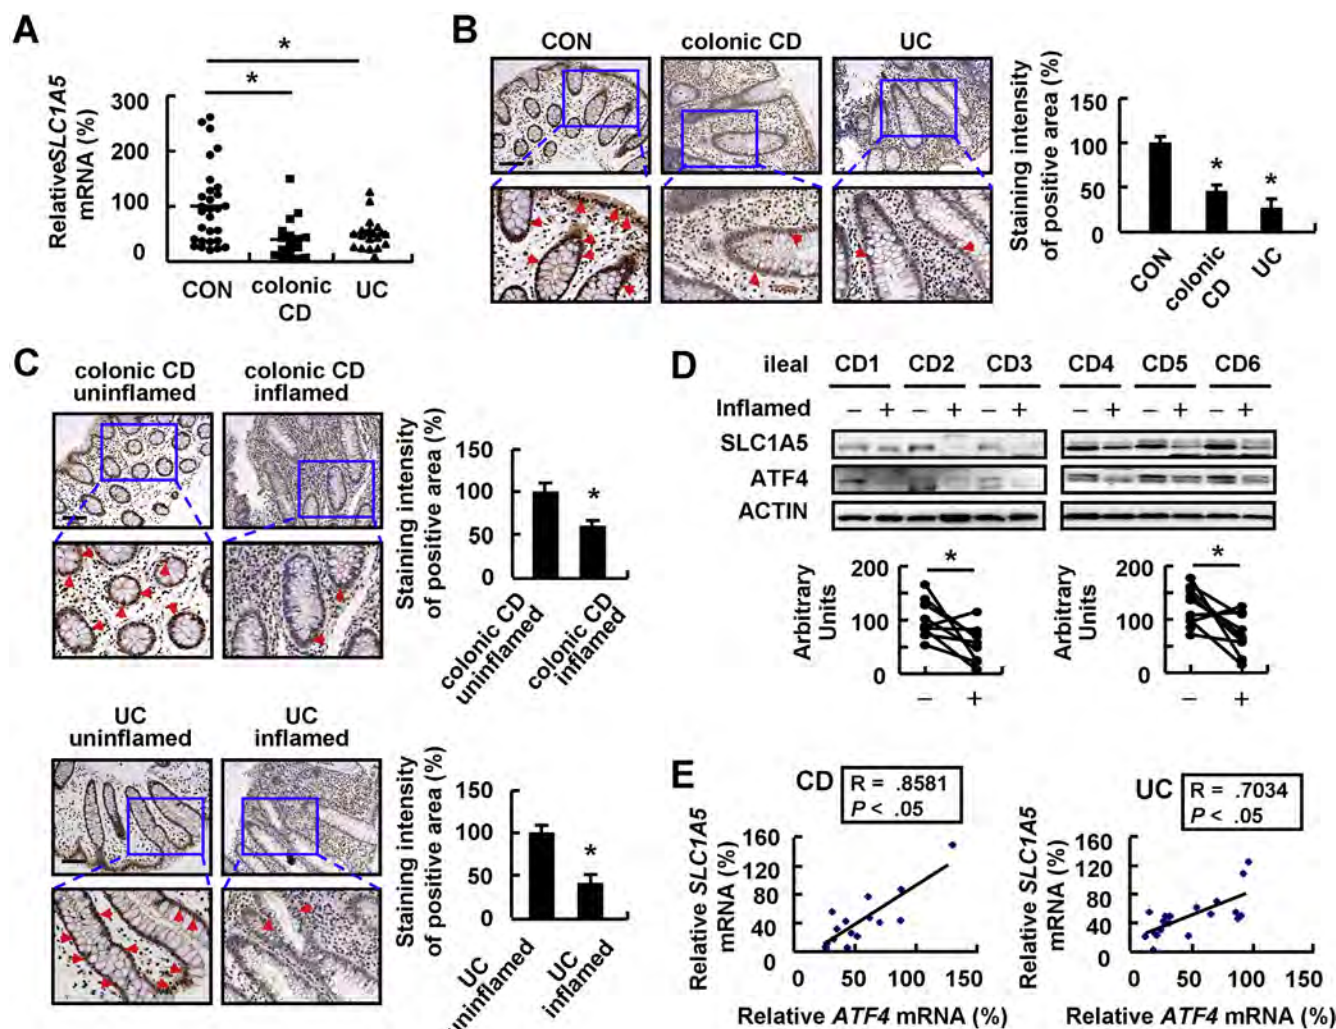 A
*
*
RelativeSLC1A5
mRNA (%)
300
200
100
0
CON
colonic
CD
UC
B
CON
colonic CD
UC
Staining intensity
of positive area (%)
150
100
50
0
*
*
CON
colonic
CD
UC
C
colonic CD
uninflamed
colonic CD
inflamed
Staining intensity
of positive area (%)
150
100
50
0
*
colonic CD
uninflamed
colonic CD
inflamed
UC
uninflamed
UC
inflamed
Staining intensity
of positive area (%)
150
100
50
0
*
UC
uninflamed
UC
inflamed
D
ileal CD1 CD2 CD3 CD4 CD5 CD6
Inflamed − + − + − + − + − + − +
SLC1A5
ATF4
ACTIN
Arbitrary
Units
200
100
0
*
− +
Arbitrary
Units
200
100
0
*
− +
E
CD
R = .8581
P < .05
Relative SLC1A5
mRNA (%)
160
120
80
40
0
0 50 100 150
Relative ATF4 mRNA (%)
UC
R = .7034
P < .05
Relative SLC1A5
mRNA (%)
160
120
80
40
0
0 50 100 150
Relative ATF4 mRNA (%)